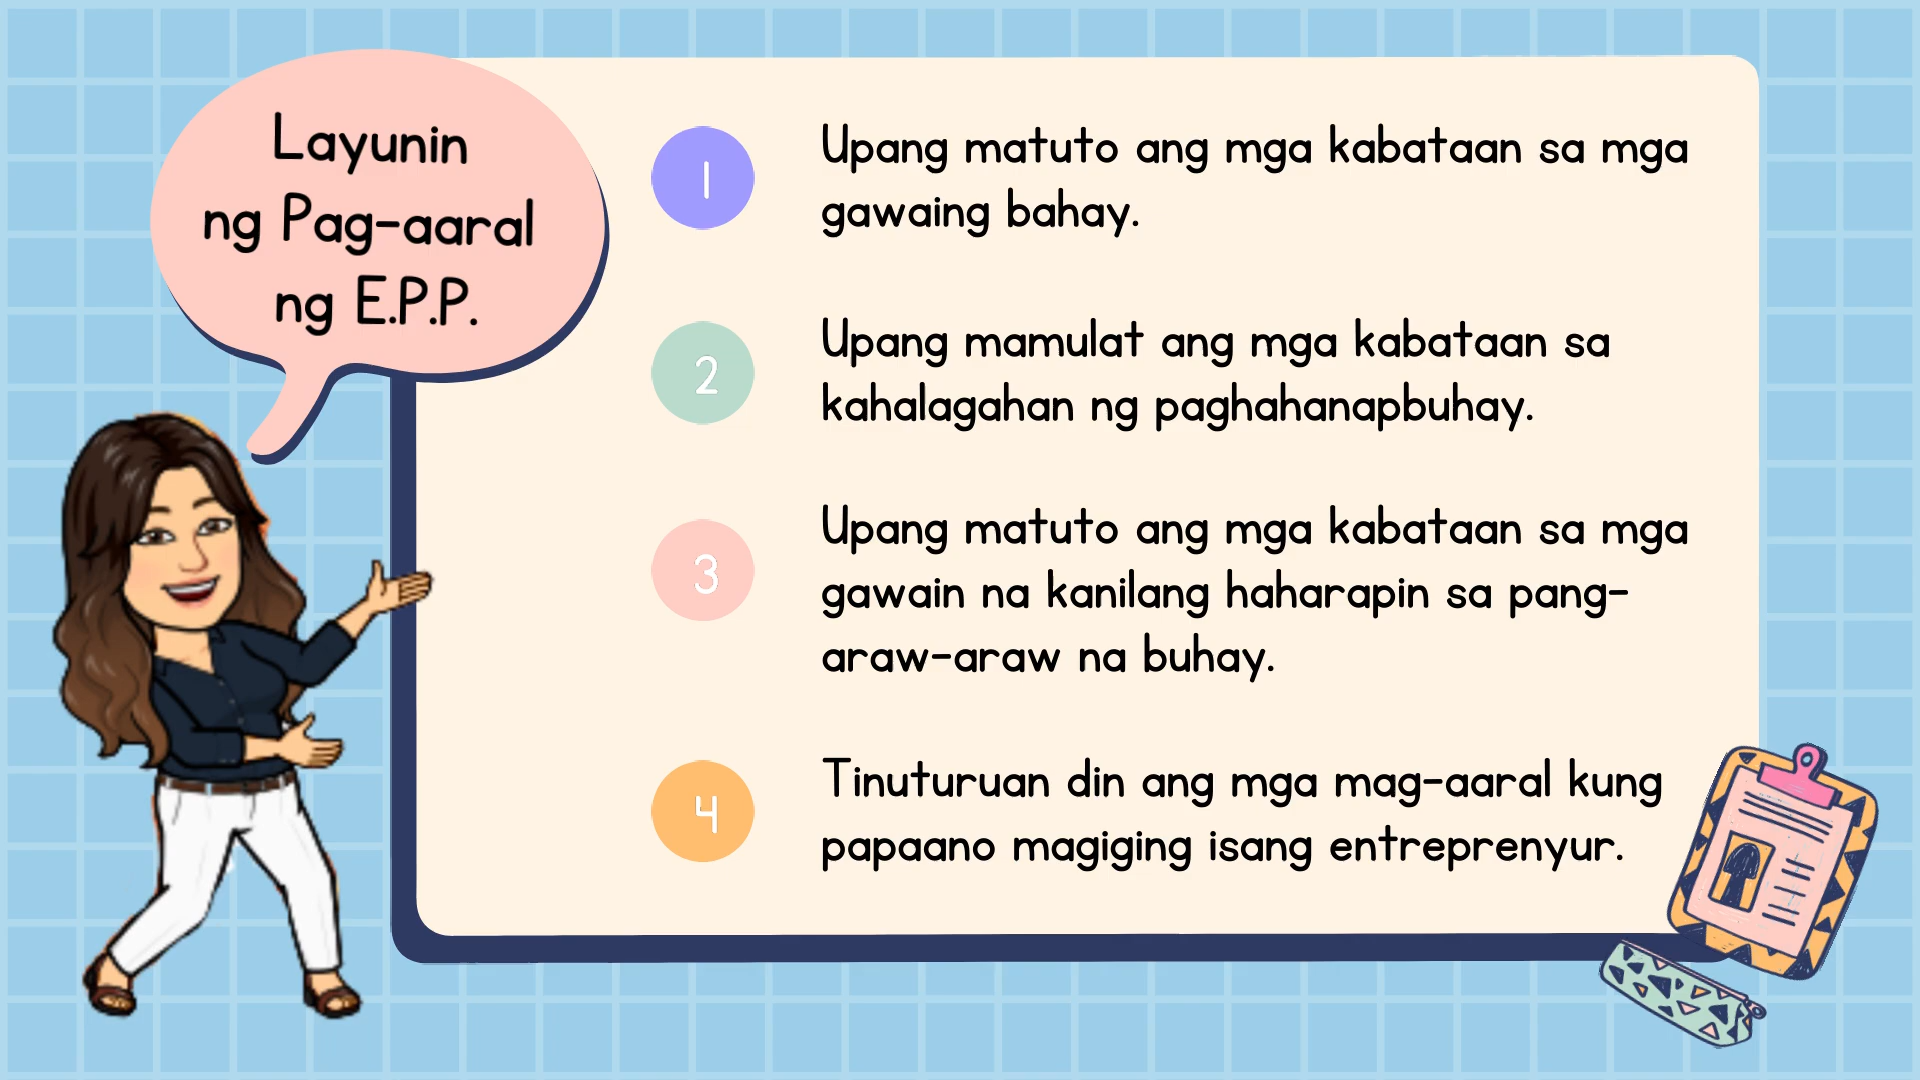 Layunin
ng Pag-aaral
ng E.P.P.
1
Upang matuto ang mga kabataan sa mga
gawaing bahay.
2
Upang mamulat ang mga kabataan sa
kahalagahan ng paghahanapbuhay.
3
Upang matuto ang mga kabataan sa mga
gawain na kanilang haharapin sa pang-
araw-araw na buhay.
4
Tinuturuan din ang mga mag-aaral kung
papaano magiging isang entreprenyur.